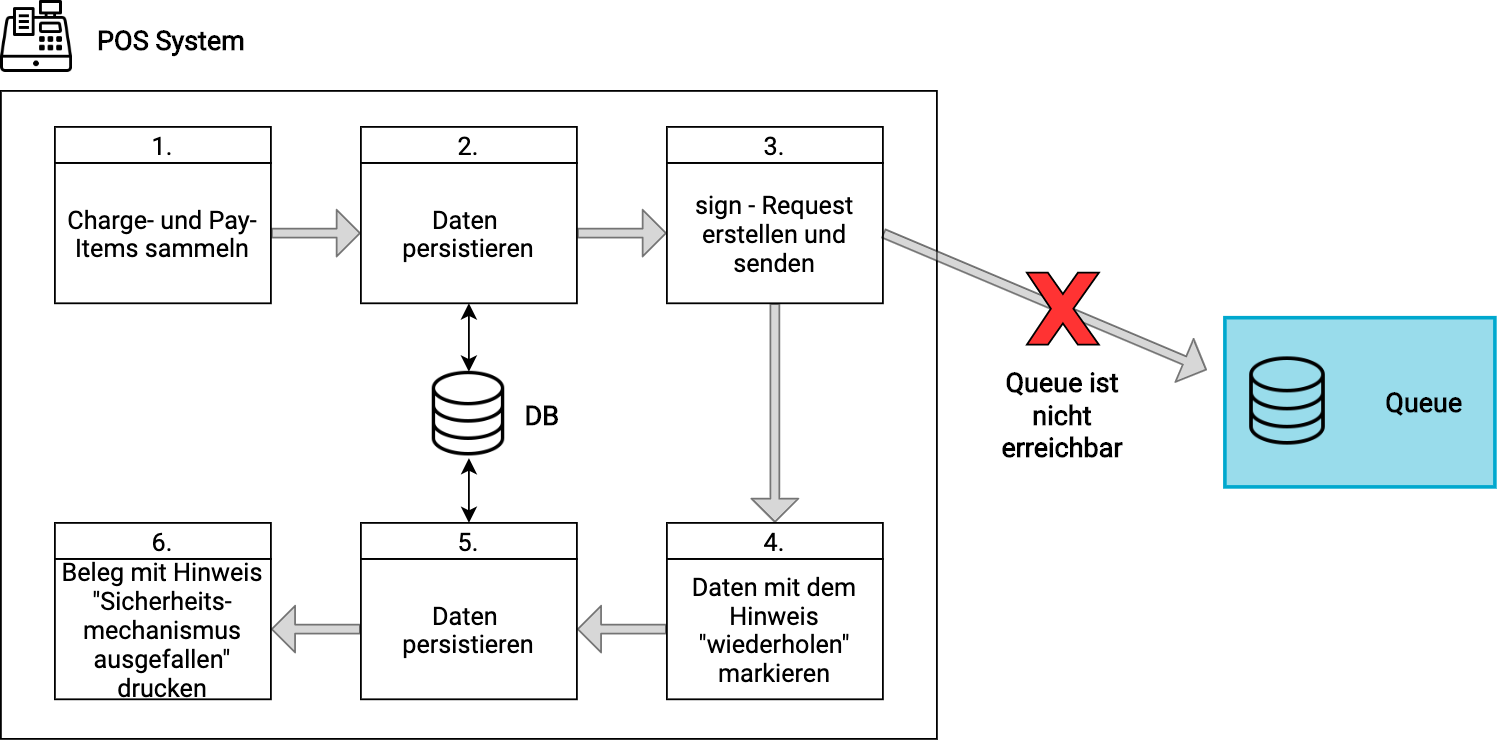 POS System
1.
Charge- und Pay-
Items sammeln
2.
Daten
persistieren
3.
sign - Request
erstellen und
senden
Queue ist
nicht
erreichbar
Queue
DB
4.
Daten mit dem
Hinweis
"wiederholen"
markieren
5.
Daten
persistieren
6.
Beleg mit Hinweis
"Sicherheits-
mechanismus
ausgefallen"
drucken